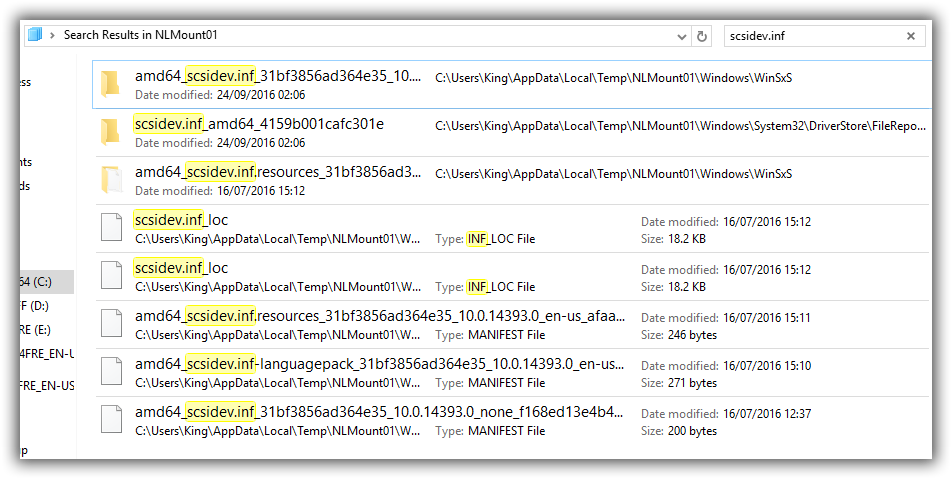 Search Results in NLMount01
scsidev.inf
amd64_scsidev.inf_31bf3856ad364e35_10....
C:\Users\King\AppData\Local\Temp\NLMount01\Windows\WinSxS
Date modified: 24/09/2016 02:06
scsidev.inf_amd64_4159b001cafc301e
C:\Users\King\AppData\Local\Temp\NLMount01\Windows\System32\DriverStore\FileRepo...
Date modified: 24/09/2016 02:06
amd64_scsidev.inf.resources_31bf3856ad3...
C:\Users\King\AppData\Local\Temp\NLMount01\Windows\WinSxS
Date modified: 16/07/2016 15:12
scsidev.inf_loc
Date modified: 16/07/2016 15:12
C:\Users\King\AppData\Local\Temp\NLMount01\W...
Type: INF_LOC File
Size: 18.2 KB
scsidev.inf_loc
Date modified: 16/07/2016 15:12
C:\Users\King\AppData\Local\Temp\NLMount01\W...
Type: INF_LOC File
Size: 18.2 KB
amd64_scsidev.inf.resources_31bf3856ad364e35_10.0.14393.0_en-us_afaa...
Date modified: 16/07/2016 15:11
C:\Users\King\AppData\Local\Temp\NLMount01\W...
Type: MANIFEST File
Size: 246 bytes
amd64_scsidev.inf-languagepack_31bf3856ad364e35_10.0.14393.0_en-us...
Date modified: 16/07/2016 15:10
C:\Users\King\AppData\Local\Temp\NLMount01\W...
Type: MANIFEST File
Size: 271 bytes
amd64_scsidev.inf_31bf3856ad364e35_10.0.14393.0_none_f168ed13e4b4...
Date modified: 16/07/2016 12:37
C:\Users\King\AppData\Local\Temp\NLMount01\W...
Type: MANIFEST File
Size: 200 bytes
ess
nts
ds
64 (C:)
FF (D:)
RE (E:)
4FRE_EN-U
FRE_EN-US
op